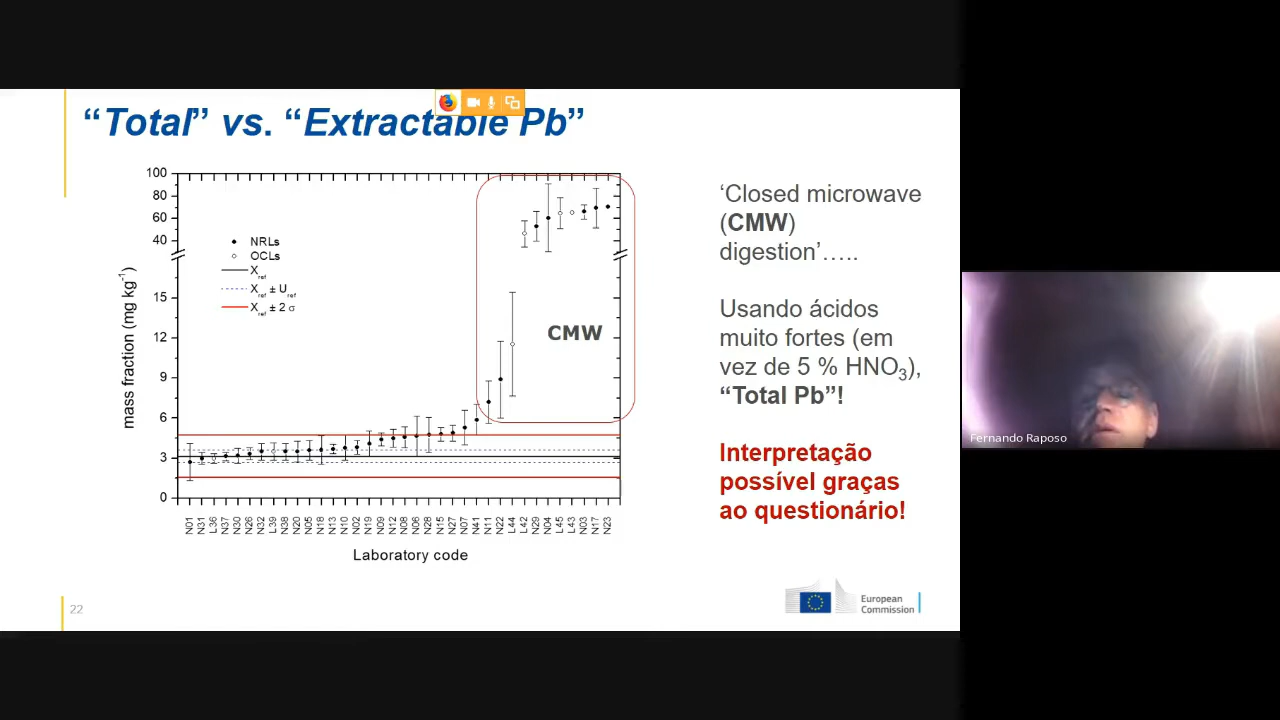 “Total” vs. “Extractable Pb”
100
80
60
40
15
12
9
6
3
0
mass fraction (mg kg-1)
NRLs
OCLs
Xref
Xref ± Uref
Xref ± 2 σ
CMW
N01 N31 L36 N37 N30 N26 N32 L39 N38 N20 N05 N18 N13 N10 N02 N19 N09 N12 N08 N06 N28 N15 N27 N07 N41 N11 N22 L44 L42 N29 N04 L45 L43 N03 N17 N23
Laboratory code
‘Closed microwave
(CMW)
digestion’…..
Usando ácidos
muito fortes (em
vez de 5 % HNO3),
“Total Pb”!
Interpretação
possível graças
ao questionário!
22
European
Commission
Fernando Raposo